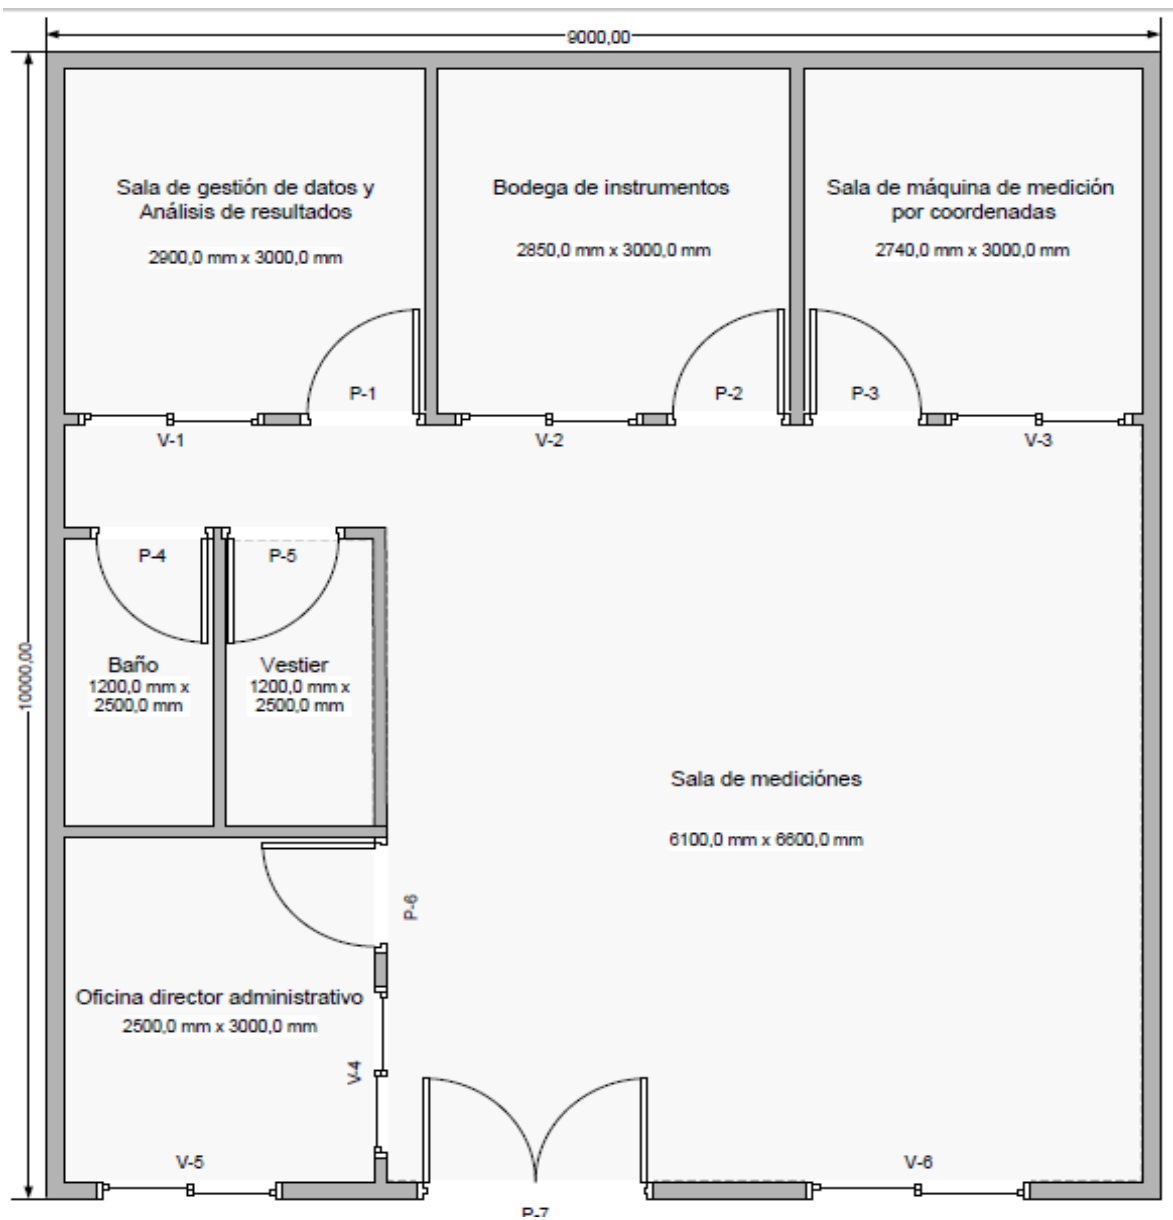 9000,00
Sala de gestión de datos y
Análisis de resultados
2900,0 mm x 3000,0 mm
Bodega de instrumentos
2850,0 mm x 3000,0 mm
Sala de máquina de medición
por coordenadas
2740,0 mm x 3000,0 mm
P-1
P-2
P-3
V-1
V-2
V-3
P-4
P-5
10000,00
Baño
1200,0 mm x
2500,0 mm
Vestier
1200,0 mm x
2500,0 mm
Sala de mediciónes
6100,0 mm x 6600,0 mm
P-6
Oficina director administrativo
2500,0 mm x 3000,0 mm
V-4
V-5
V-6
P-7